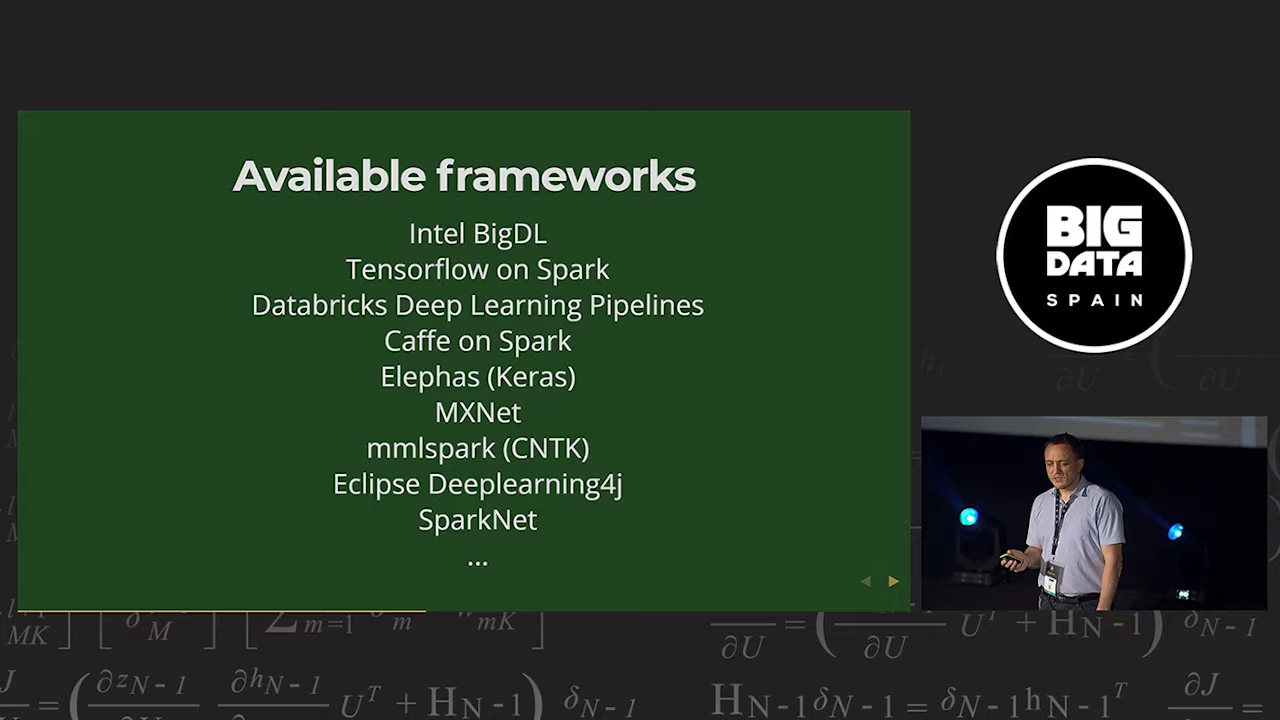 Available frameworks
Intel BigDL
Tensorflow on Spark
Databricks Deep Learning Pipelines
Caffe on Spark
Elephas (Keras)
MXNet
mmlspark (CNTK)
Eclipse Deeplearning4j
SparkNet
...
BIG
DATA
SPAIN